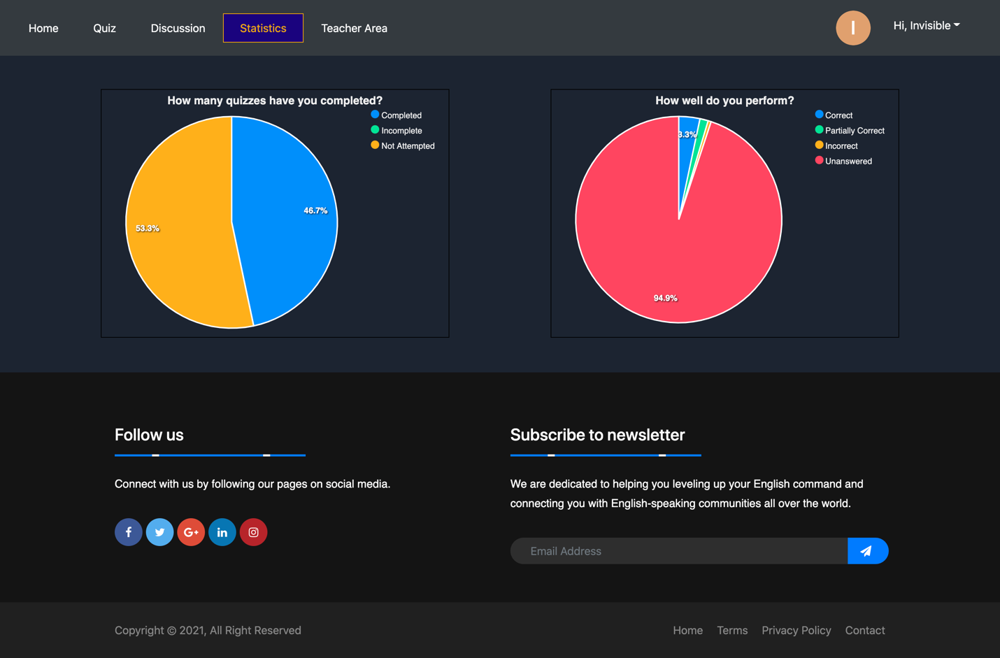 Home
Quiz
Discussion
Statistics
Teacher Area
I
Hi, Invisible
How many quizzes have you completed?
Completed
Incomplete
Not Attempted
46.7%
53.3%
How well do you perform?
Correct
Partially Correct
Incorrect
Unanswered
3.3%
94.9%
Follow us
Connect with us by following our pages on social media.
f
G+
in
Subscribe to newsletter
We are dedicated to helping you leveling up your English command and
connecting you with English-speaking communities all over the world.
Email Address
Copyright © 2021, All Right Reserved
Home
Terms
Privacy Policy
Contact